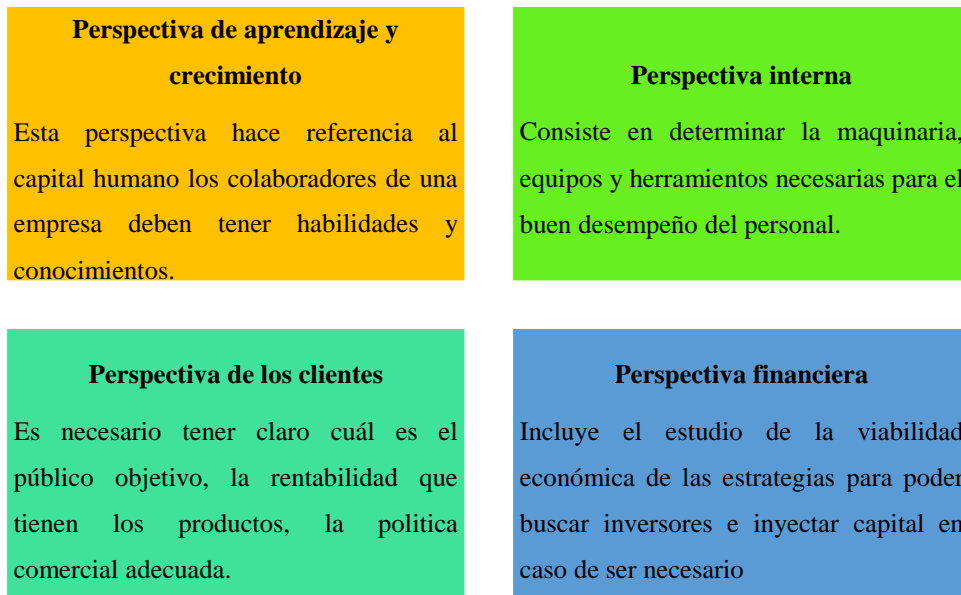 Perspectiva de aprendizaje y
crecimiento
Esta perspectiva hace referencia al
capital humano los colaboradores de una
empresa deben tener habilidades y
conocimientos.
Perspectiva interna
Consiste en determinar la maquinaria,
equipos y herramientos necesarias para el
buen desempeño del personal.
Perspectiva de los clientes
Es necesario tener claro cuál es el
público objetivo, la rentabilidad que
tienen los productos, la politica
comercial adecuada.
Perspectiva financiera
Incluye el estudio de la viabilidad
económica de las estrategias para poder
buscar inversores e inyectar capital en
caso de ser necesario